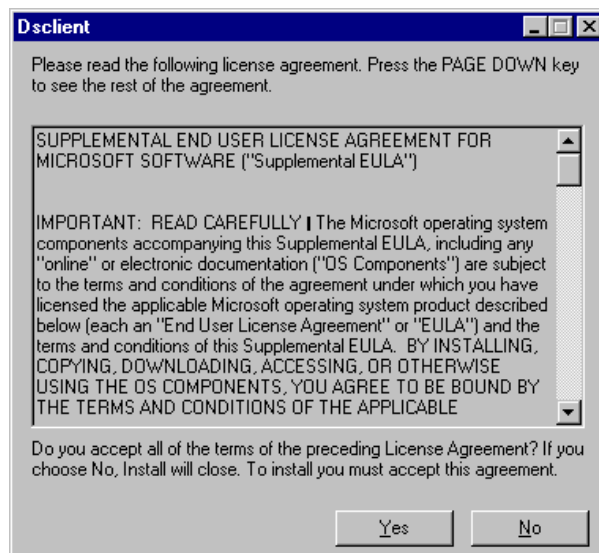 Dsclient
Please read the following license agreement. Press the PAGE DOWN key
to see the rest of the agreement.
SUPPLEMENTAL END USER LICENSE AGREEMENT FOR
MICROSOFT SOFTWARE ("Supplemental EULA")
IMPORTANT:  READ CAREFULLY ❙ The Microsoft operating system
components accompanying this Supplemental EULA, including any
"online" or electronic documentation ("OS Components") are subject
to the terms and conditions of the agreement under which you have
licensed the applicable Microsoft operating system product described
below (each an "End User License Agreement" or "EULA") and the
terms and conditions of this Supplemental EULA.  BY INSTALLING,
COPYING, DOWNLOADING, ACCESSING, OR OTHERWISE
USING THE OS COMPONENTS, YOU AGREE TO BE BOUND BY
THE TERMS AND CONDITIONS OF THE APPLICABLE
Do you accept all of the terms of the preceding License Agreement? If you
choose No, Install will close. To install you must accept this agreement.
Yes No